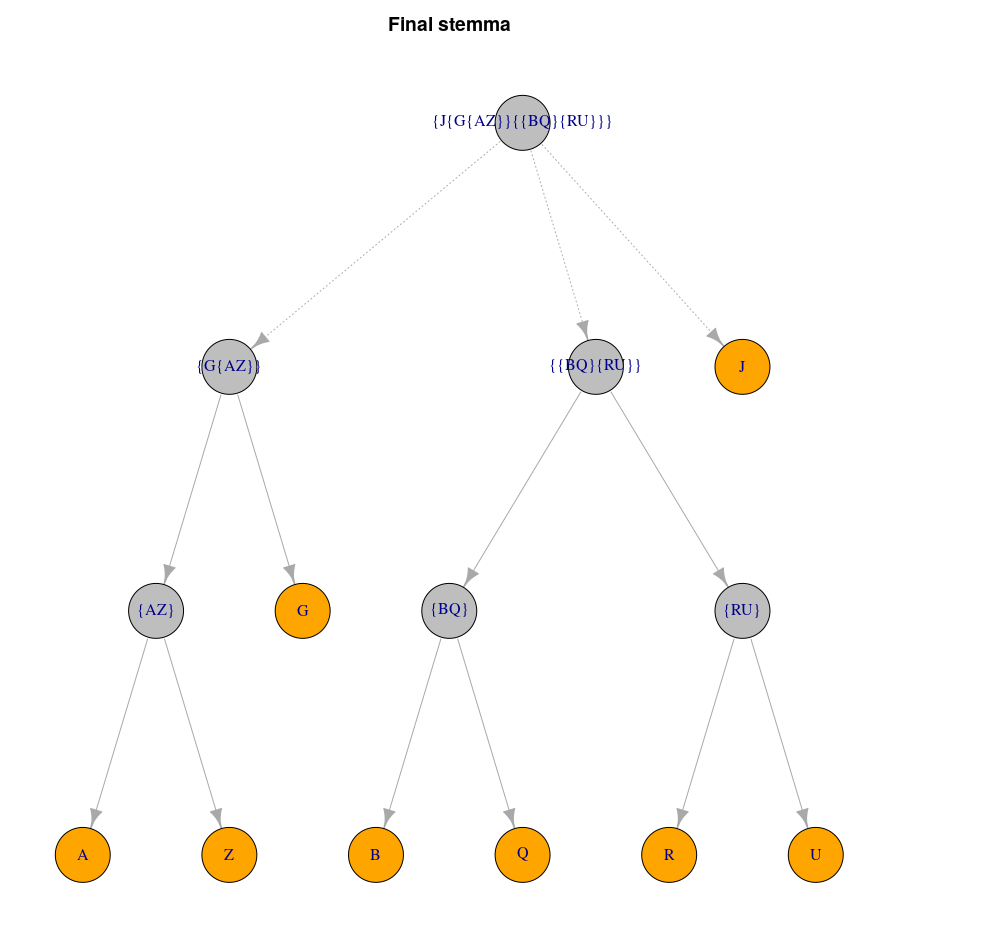 Final stemma
{J{G{AZ}}{{BQ}{RU}}}
{G{AZ}}
{{BQ}{RU}}
J
{AZ}
G
{BQ}
{RU}
A
Z
B
Q
R
U